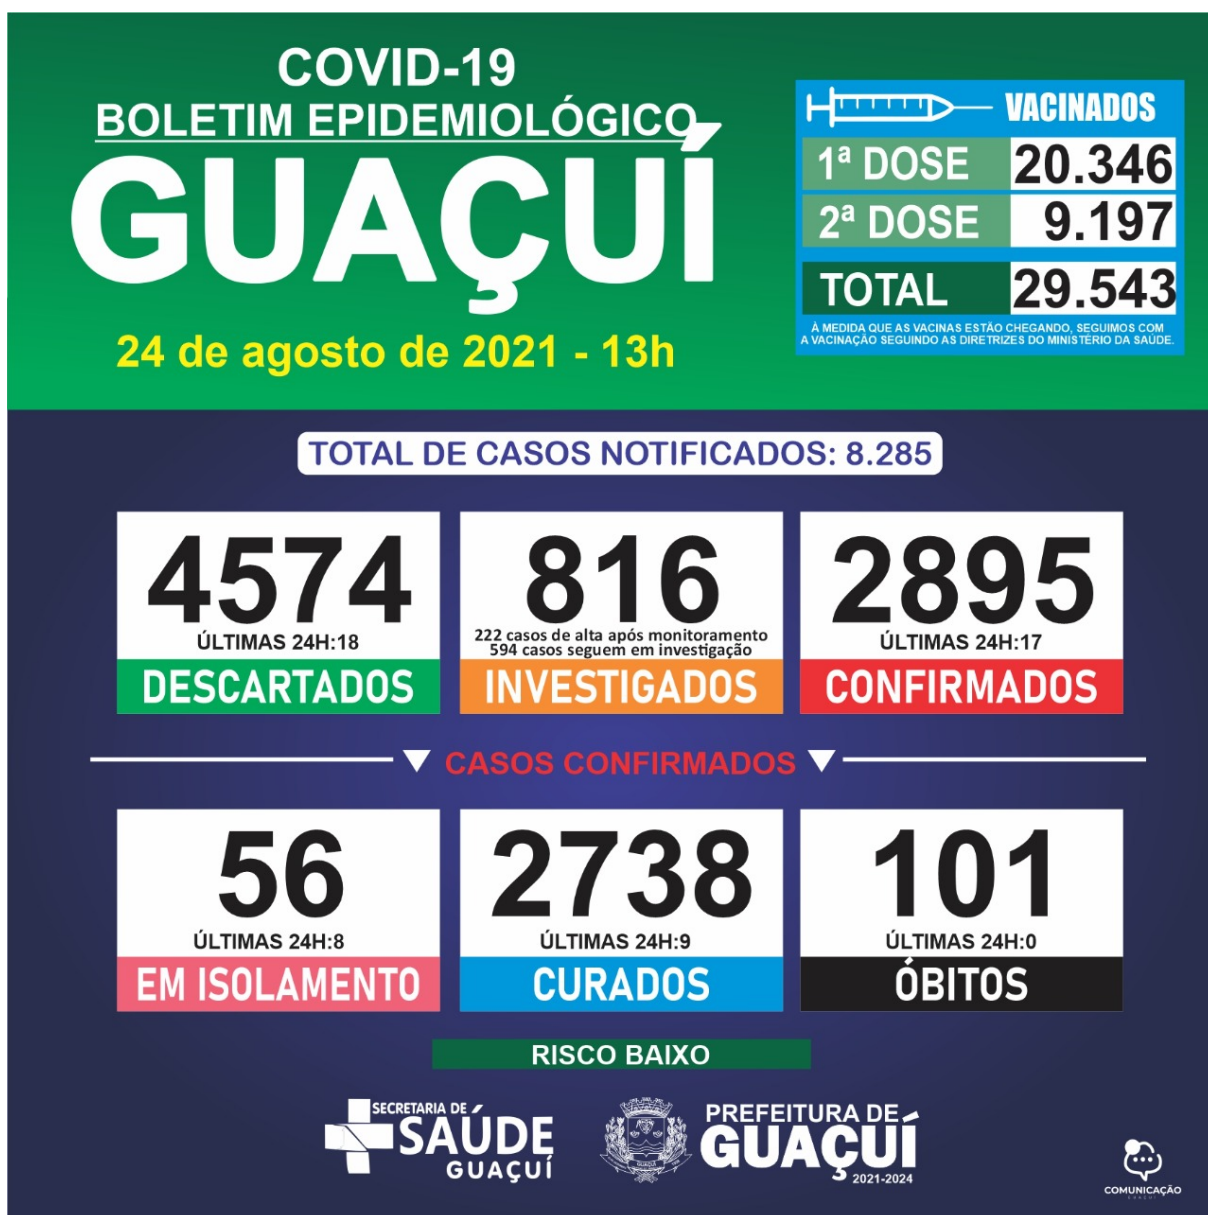 COVID-19
BOLETIM EPIDEMIOLÓGICO
GUAÇUÍ
24 de agosto de 2021 - 13h
VACINADOS
1ª DOSE 20.346
2ª DOSE 9.197
TOTAL 29.543
À MEDIDA QUE AS VACINAS ESTÃO CHEGANDO, SEGUIMOS COM
A VACINAÇÃO SEGUINDO AS DIRETRIZES DO MINISTÉRIO DA SAÚDE.
TOTAL DE CASOS NOTIFICADOS: 8.285
4574
ÚLTIMAS 24H:18
DESCARTADOS
816
222 casos de alta após monitoramento
594 casos seguem em investigação
INVESTIGADOS
2895
ÚLTIMAS 24H:17
CONFIRMADOS
CASOS CONFIRMADOS
56
ÚLTIMAS 24H:8
EM ISOLAMENTO
2738
ÚLTIMAS 24H:9
CURADOS
101
ÚLTIMAS 24H:0
ÓBITOS
RISCO BAIXO
SECRETARIA DE
SAÚDE
GUAÇUÍ
GUAÇUÍ
PREFEITURA DE
GUAÇUÍ
2021-2024
COMUNICAÇÃO